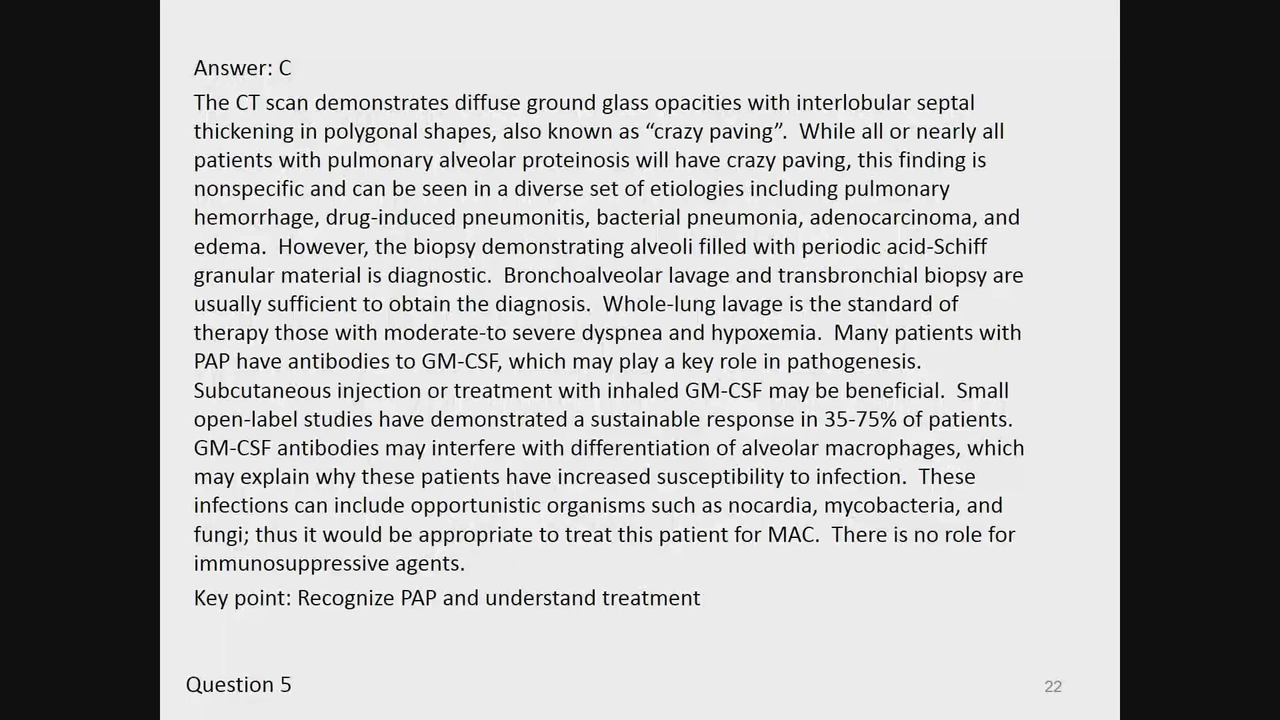 Answer: C
The CT scan demonstrates diffuse ground glass opacities with interlobular septal
thickening in polygonal shapes, also known as “crazy paving”.  While all or nearly all
patients with pulmonary alveolar proteinosis will have crazy paving, this finding is
nonspecific and can be seen in a diverse set of etiologies including pulmonary
hemorrhage, drug-induced pneumonitis, bacterial pneumonia, adenocarcinoma, and
edema.  However, the biopsy demonstrating alveoli filled with periodic acid-Schiff
granular material is diagnostic.  Bronchoalveolar lavage and transbronchial biopsy are
usually sufficient to obtain the diagnosis.  Whole-lung lavage is the standard of
therapy those with moderate-to severe dyspnea and hypoxemia.  Many patients with
PAP have antibodies to GM-CSF, which may play a key role in pathogenesis.
Subcutaneous injection or treatment with inhaled GM-CSF may be beneficial.  Small
open-label studies have demonstrated a sustainable response in 35-75% of patients.
GM-CSF antibodies may interfere with differentiation of alveolar macrophages, which
may explain why these patients have increased susceptibility to infection.  These
infections can include opportunistic organisms such as nocardia, mycobacteria, and
fungi; thus it would be appropriate to treat this patient for MAC.  There is no role for
immunosuppressive agents.
Key point: Recognize PAP and understand treatment
Question 5
22